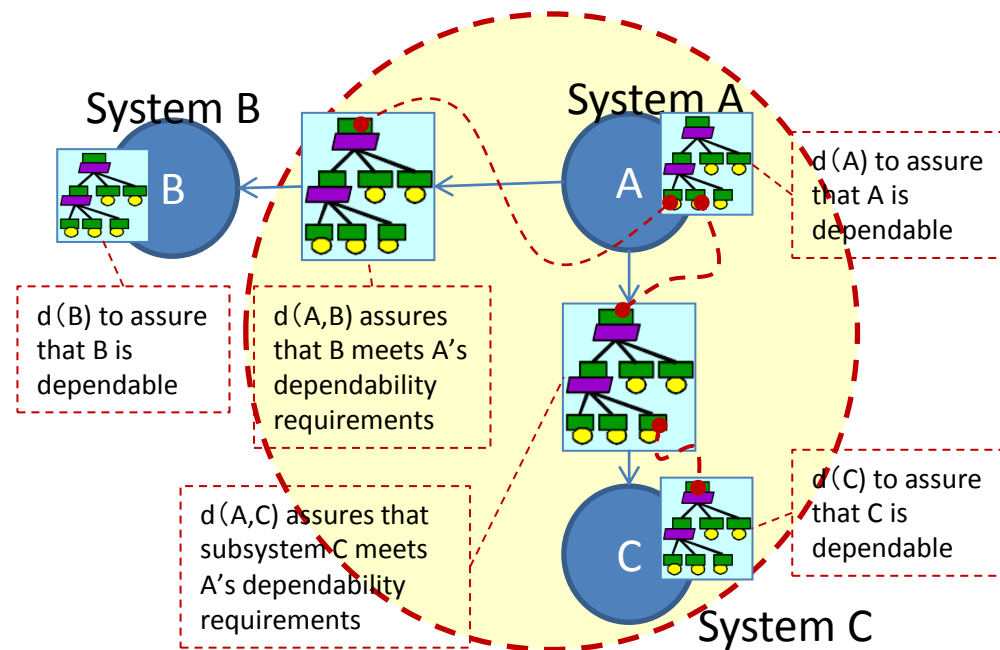 System B
System A
B
A
d（A) to assure
that A is
dependable
d（B) to assure
that B is
dependable
d（A,B) assures
that B meets A's
dependability
requirements
d（A,C) assures that
subsystem C meets
A's dependability
requirements
C
d（C) to assure
that C is
dependable
System C